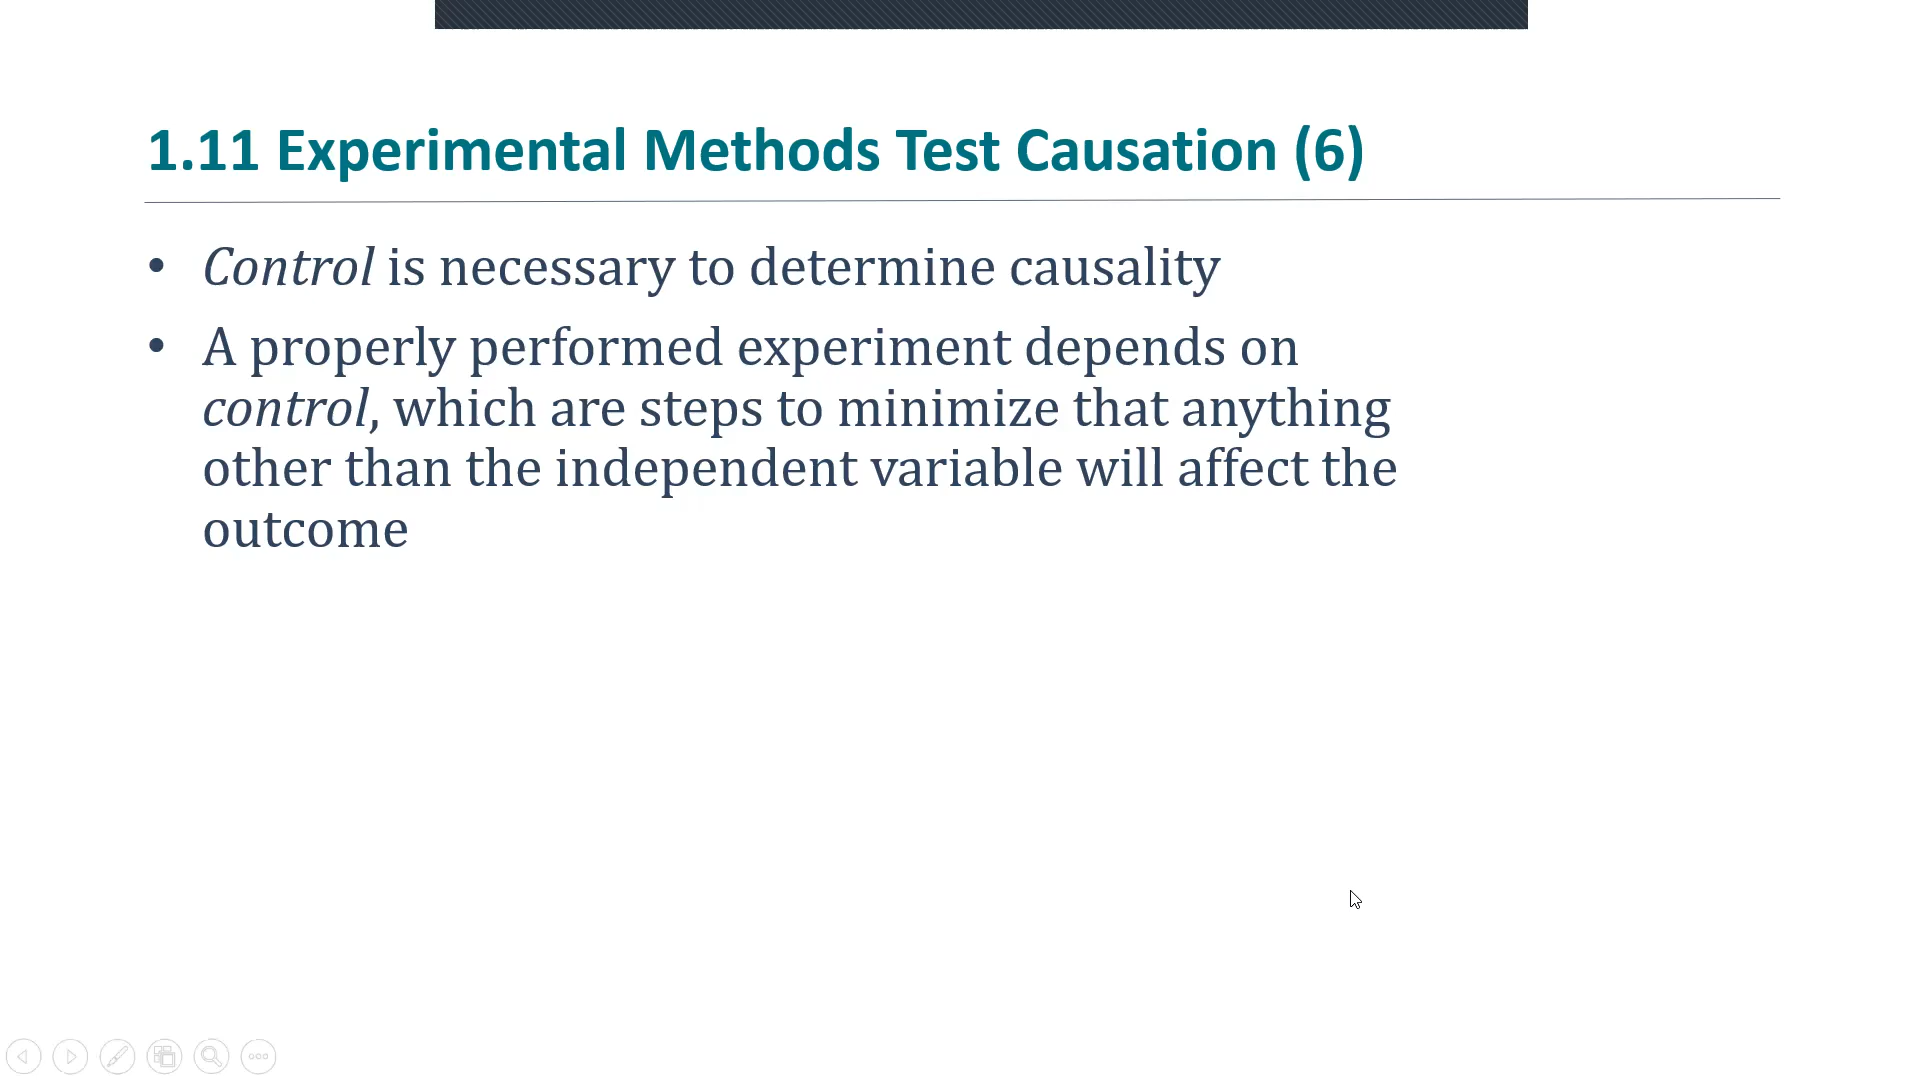 1.11 Experimental Methods Test Causation (6)
• Control is necessary to determine causality
• A properly performed experiment depends on
control, which are steps to minimize that anything
other than the independent variable will affect the
outcome